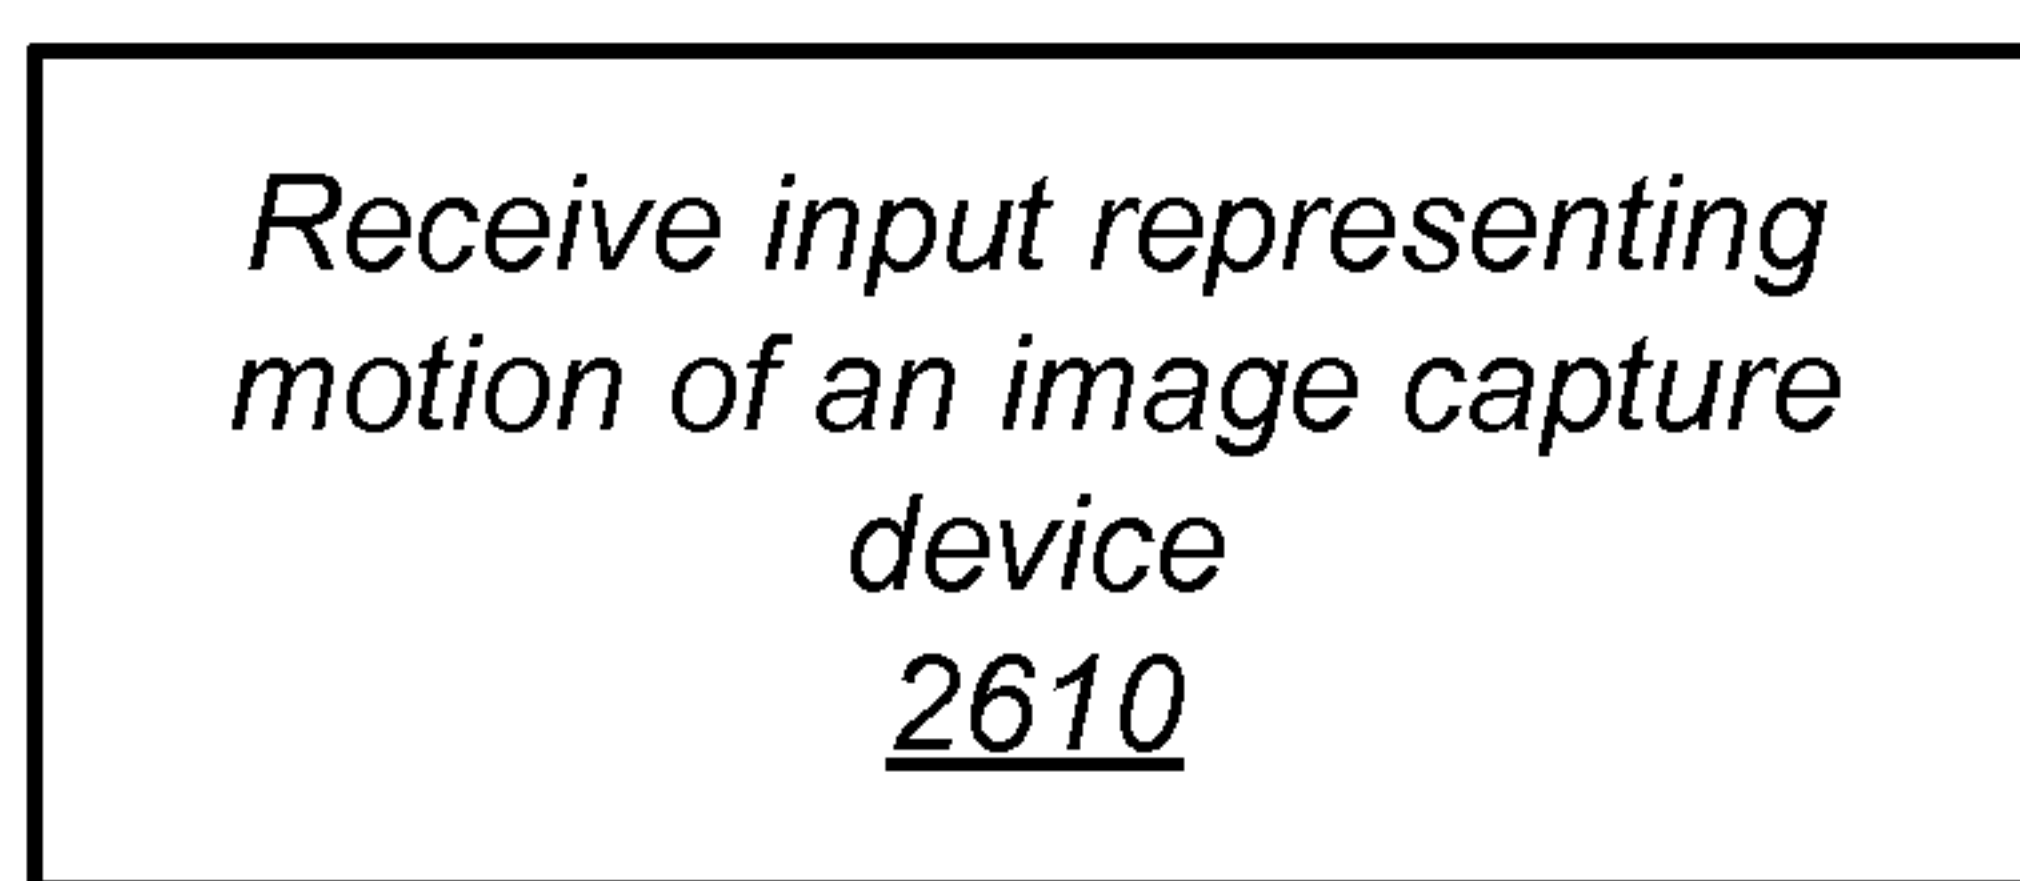 Receive input representing
motion of an image capture
device
2610